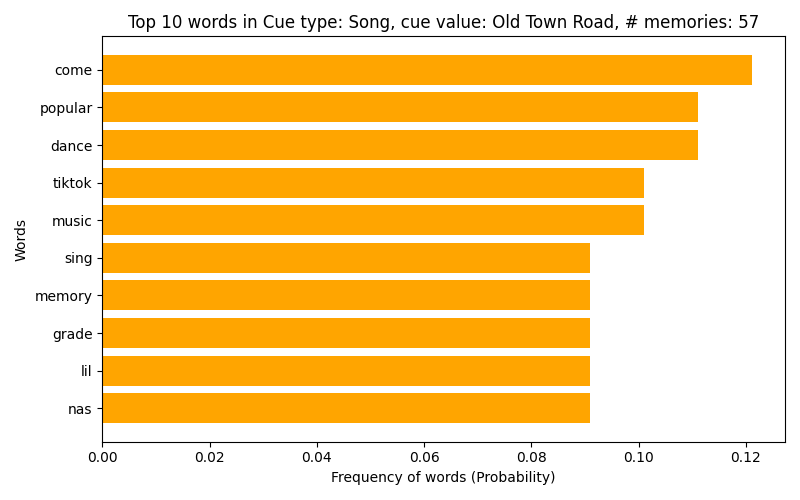 Top 10 words in Cue type: Song, cue value: Old Town Road, # memories: 57
come
popular
dance
tiktok
music
sing
memory
grade
lil
nas
Words
0.00 0.02 0.04 0.06 0.08 0.10 0.12
Frequency of words (Probability)